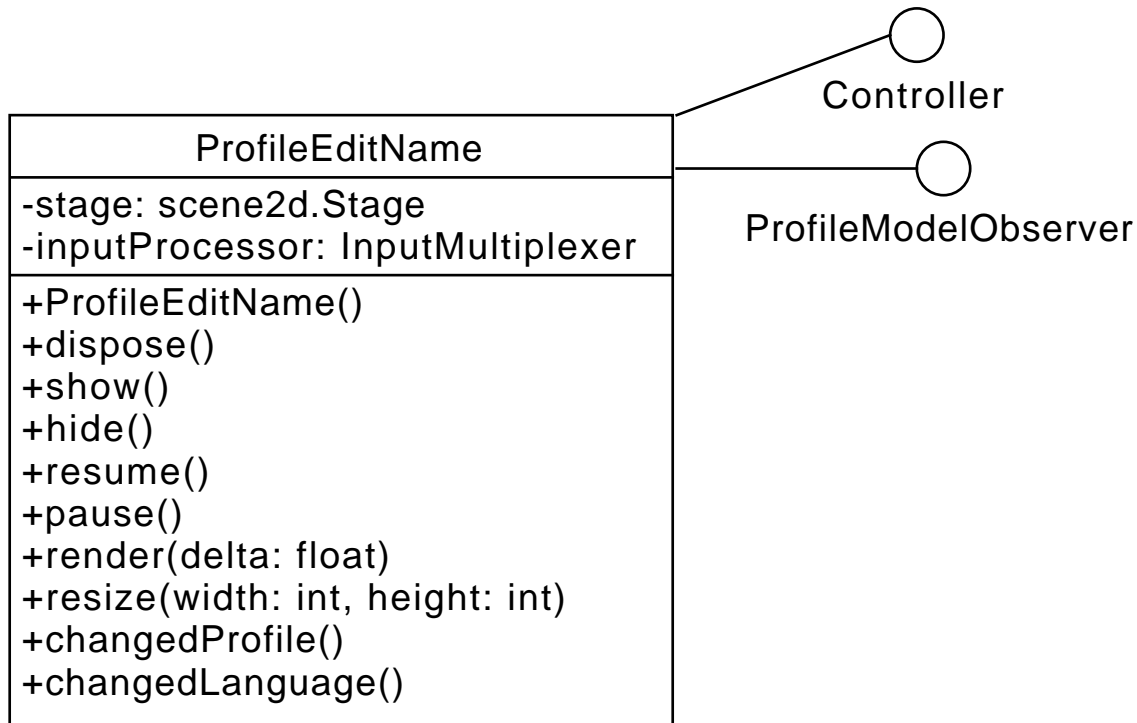 Controller
ProfileEditName
-stage: scene2d.Stage
-inputProcessor: InputMultiplexer
ProfileModelObserver
+ProfileEditName()
+dispose()
+show()
+hide()
+resume()
+pause()
+render(delta: float)
+resize(width: int, height: int)
+changedProfile()
+changedLanguage()